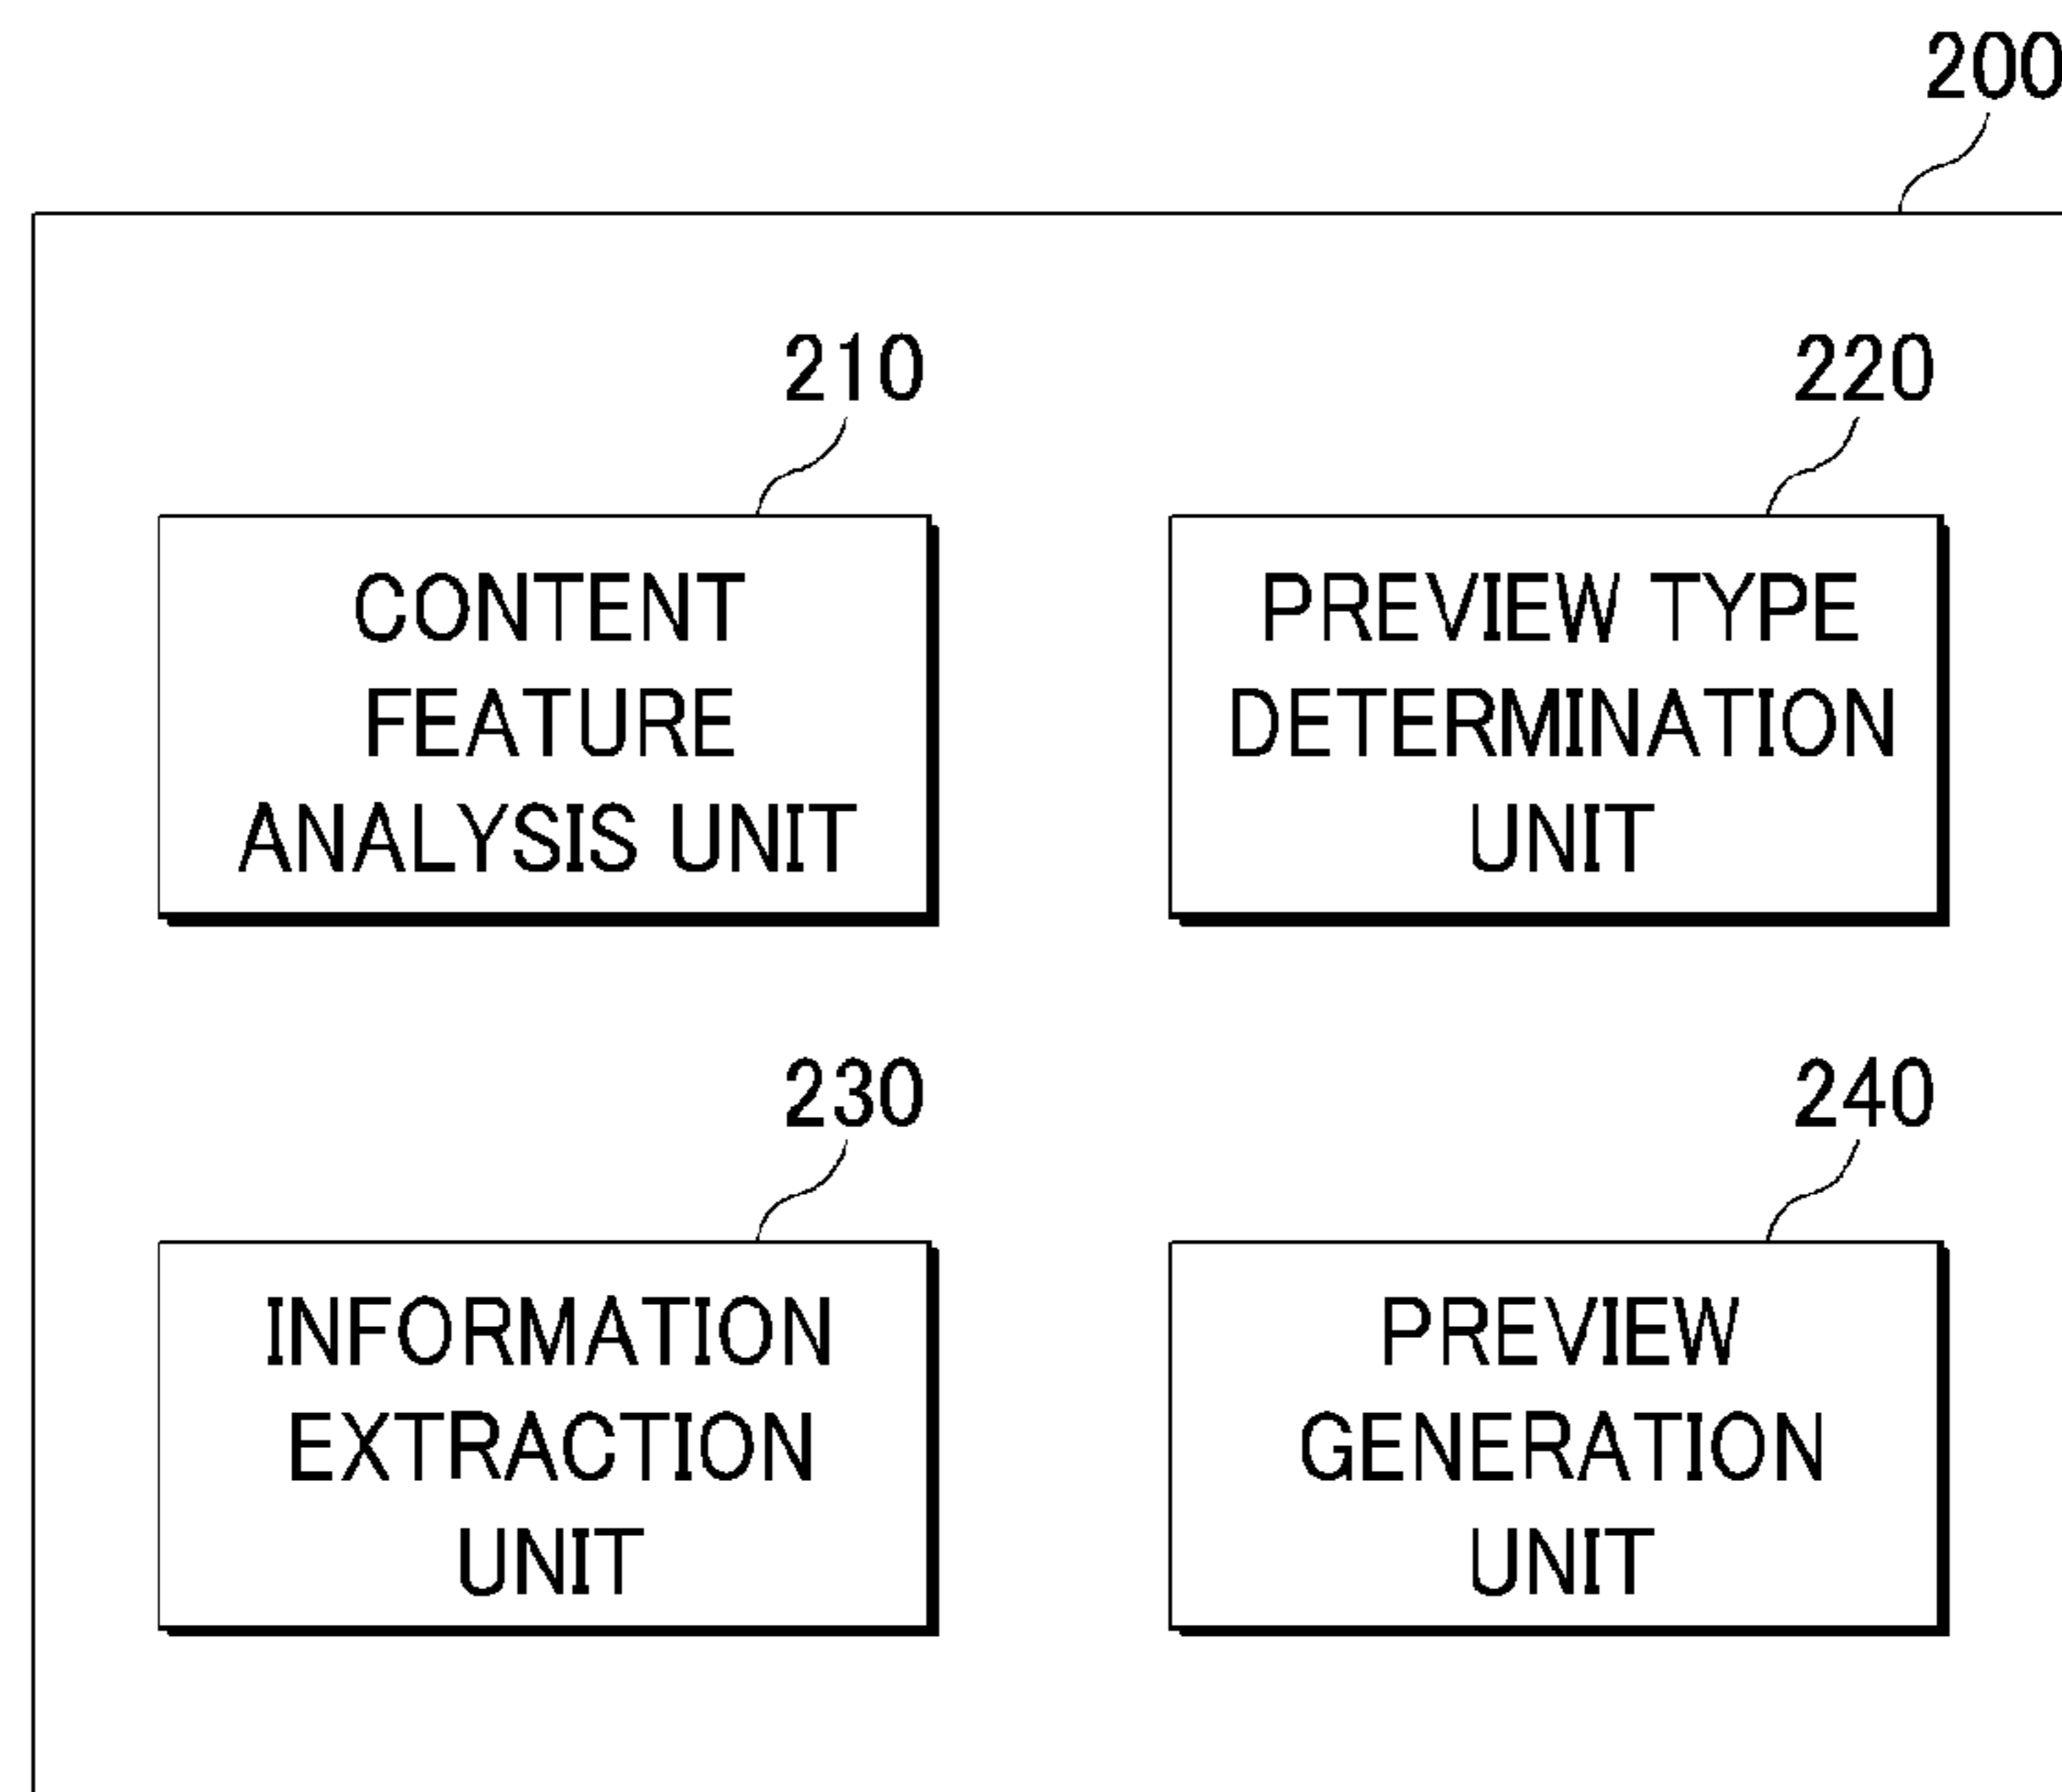 200
210
CONTENT
FEATURE
ANALYSIS UNIT
220
PREVIEW TYPE
DETERMINATION
UNIT
230
INFORMATION
EXTRACTION
UNIT
240
PREVIEW
GENERATION
UNIT